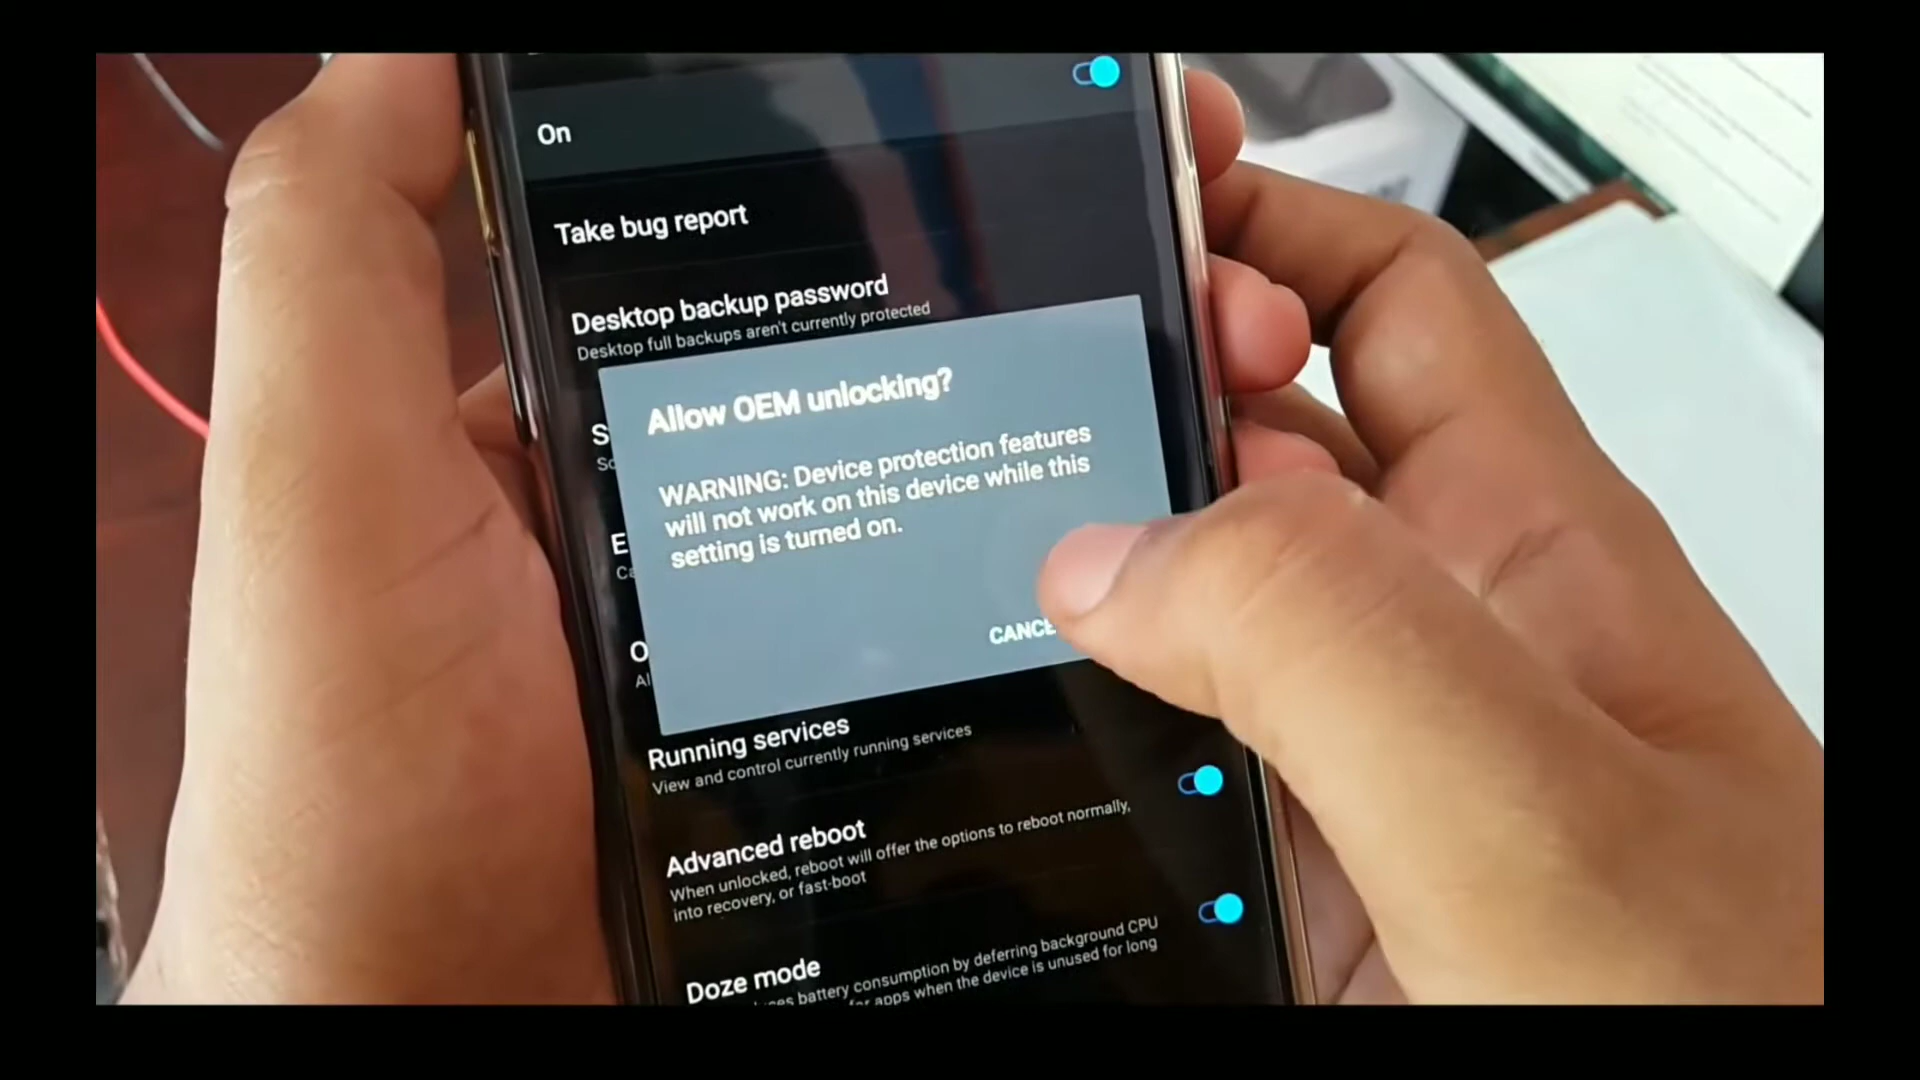 On
Take bug report
Desktop backup password
Desktop full backups aren't currently protected
Allow OEM unlocking?
WARNING: Device protection features
will not work on this device while this
setting is turned on.
Running services
View and control currently running services
Advanced reboot
When unlocked, reboot will offer the options to reboot normally,
into recovery, or fast-boot
Doze mode
battery consumption by deferring background CPU
apps when the device is unused for long